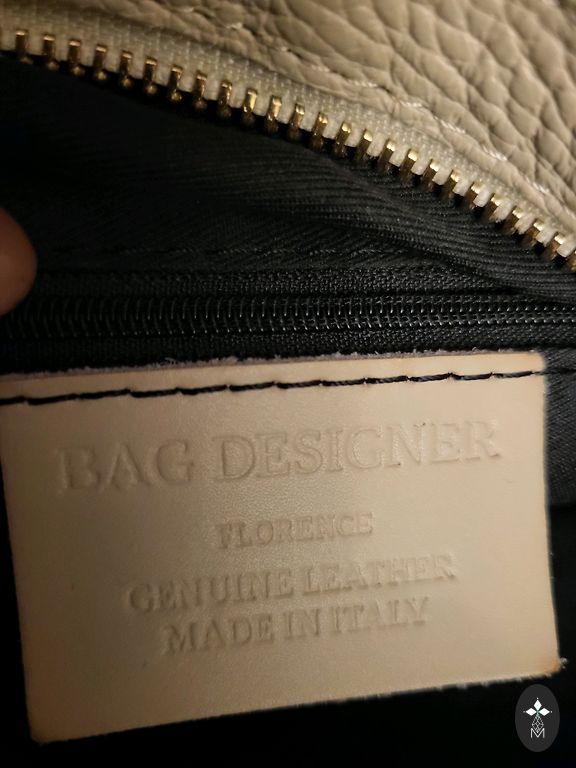 BAG DESIGNER
FLORENCE
GENUINE LEATHER
MADE IN ITALY
M